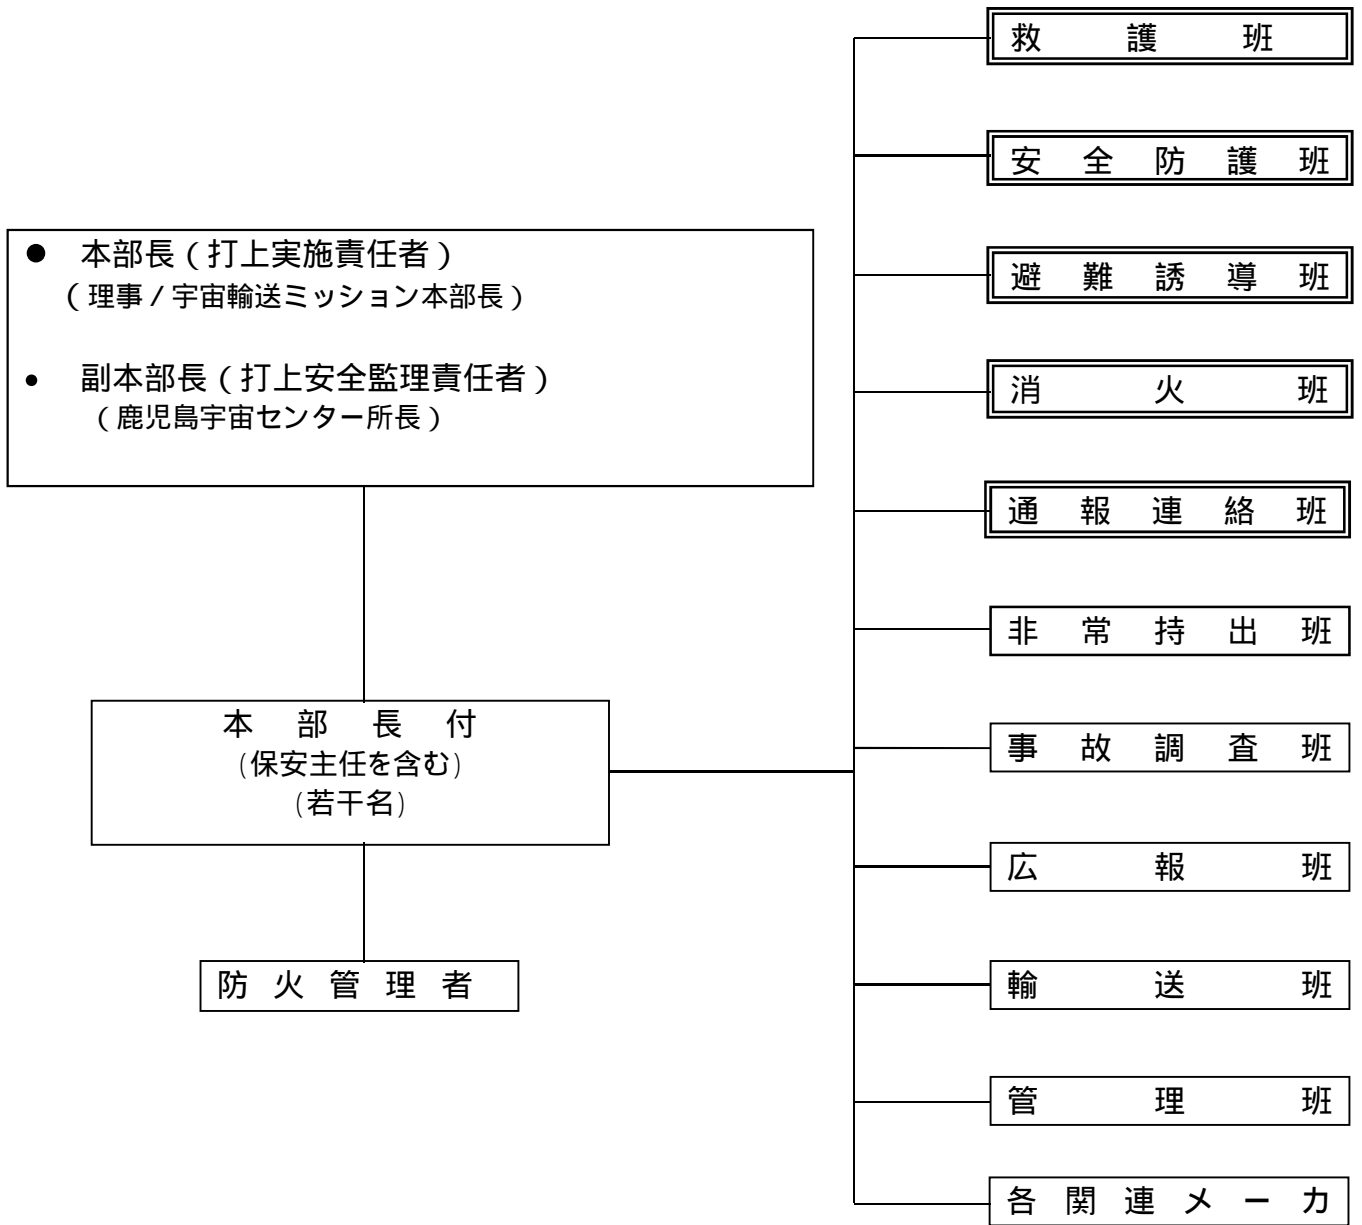 ● 本部長(打上実施責任者)
(理事/宇宙輸送ミッション本部長)
• 副本部長(打上安全監理責任者)
(鹿児島宇宙センター所長)
本部長付
(保安主任を含む)
(若干名)
防火管理者
救護班
安全防護班
避難誘導班
消火班
通報連絡班
非常持出班
事故調査班
広報班
輸送班
管理班
各関連メーカ